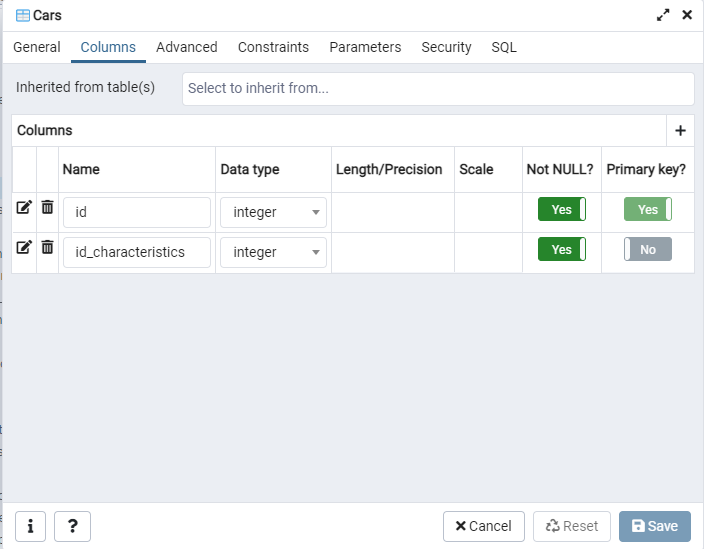 Cars
General Columns Advanced Constraints Parameters Security SQL
Inherited from table(s) Select to inherit from...
Columns
Name Data type Length/Precision Scale Not NULL? Primary key?
id integer Yes Yes
id_characteristics integer Yes No
i ? Cancel Reset Save